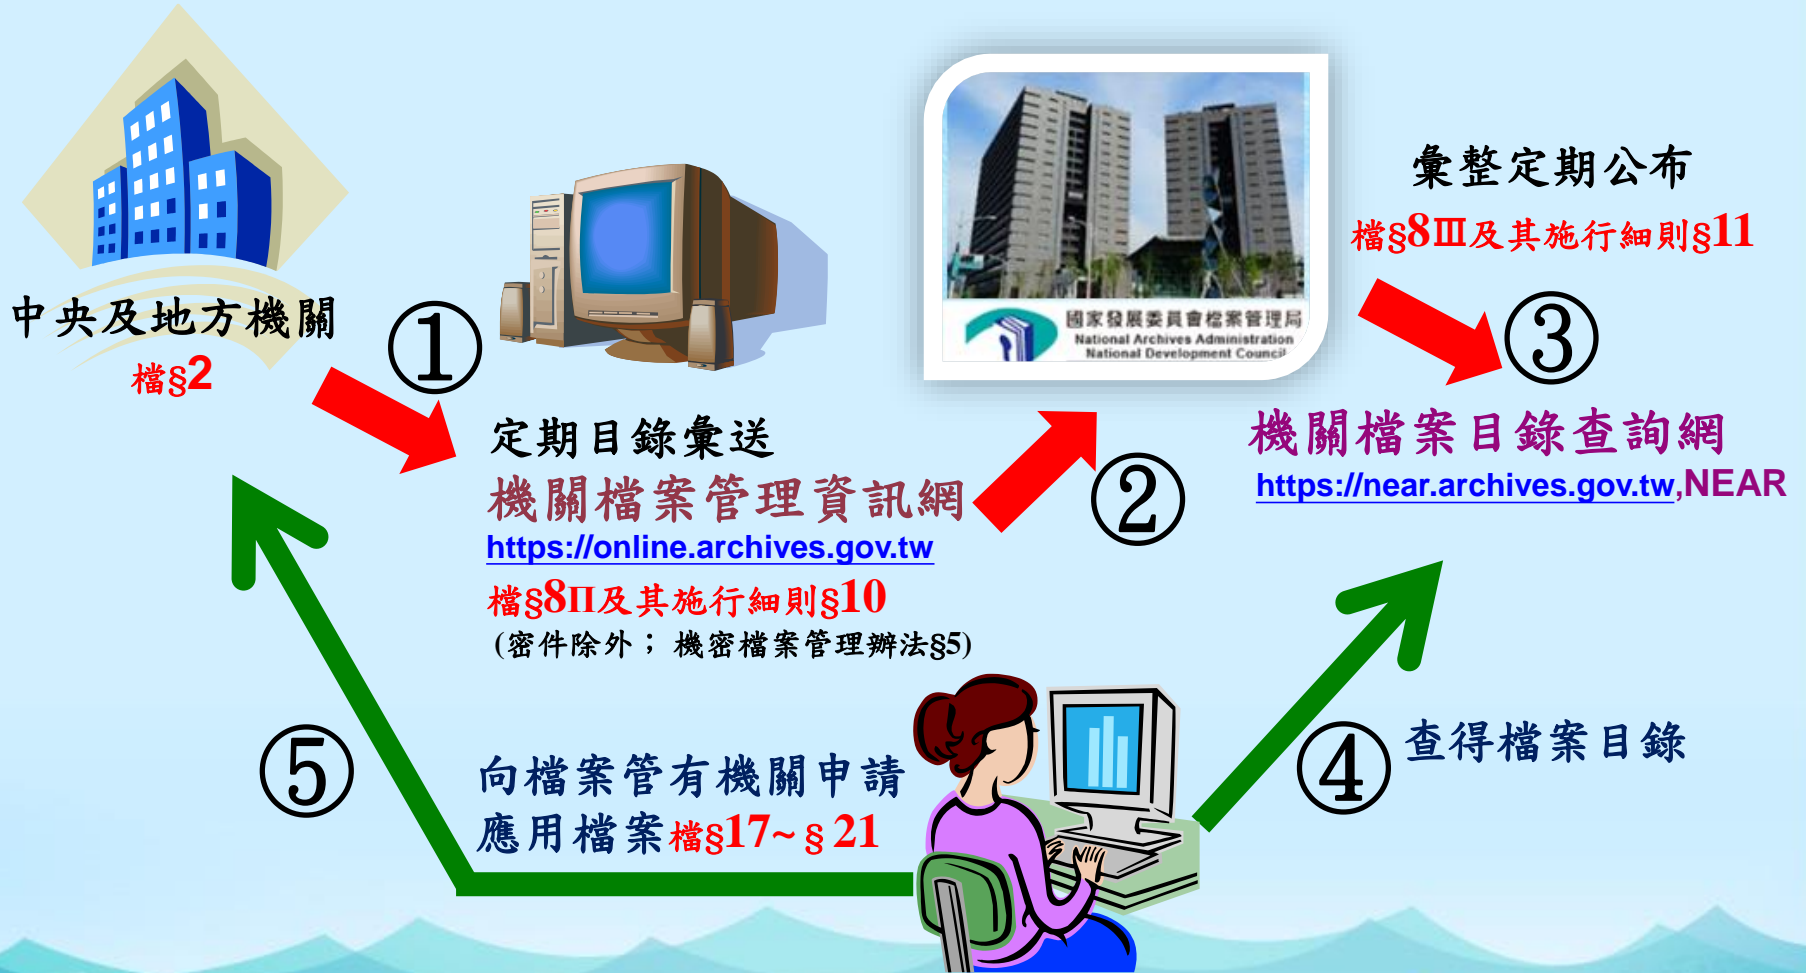 中央及地方機關
檔§2
①
定期目錄彙送
機關檔案管理資訊網
https://online.archives.gov.tw
檔§8Π及其施行細則§10
(密件除外； 機密檔案管理辦法§5)
②
國家發展委員會檔案管理局
National Archives Administration
National Development Council
彙整定期公布
檔§8Ⅲ及其施行細則§11
③
機關檔案目錄查詢網
https://near.archives.gov.tw,NEAR
④
查得檔案目錄
⑤
向檔案管有機關申請
應用檔案檔§17~§ 21